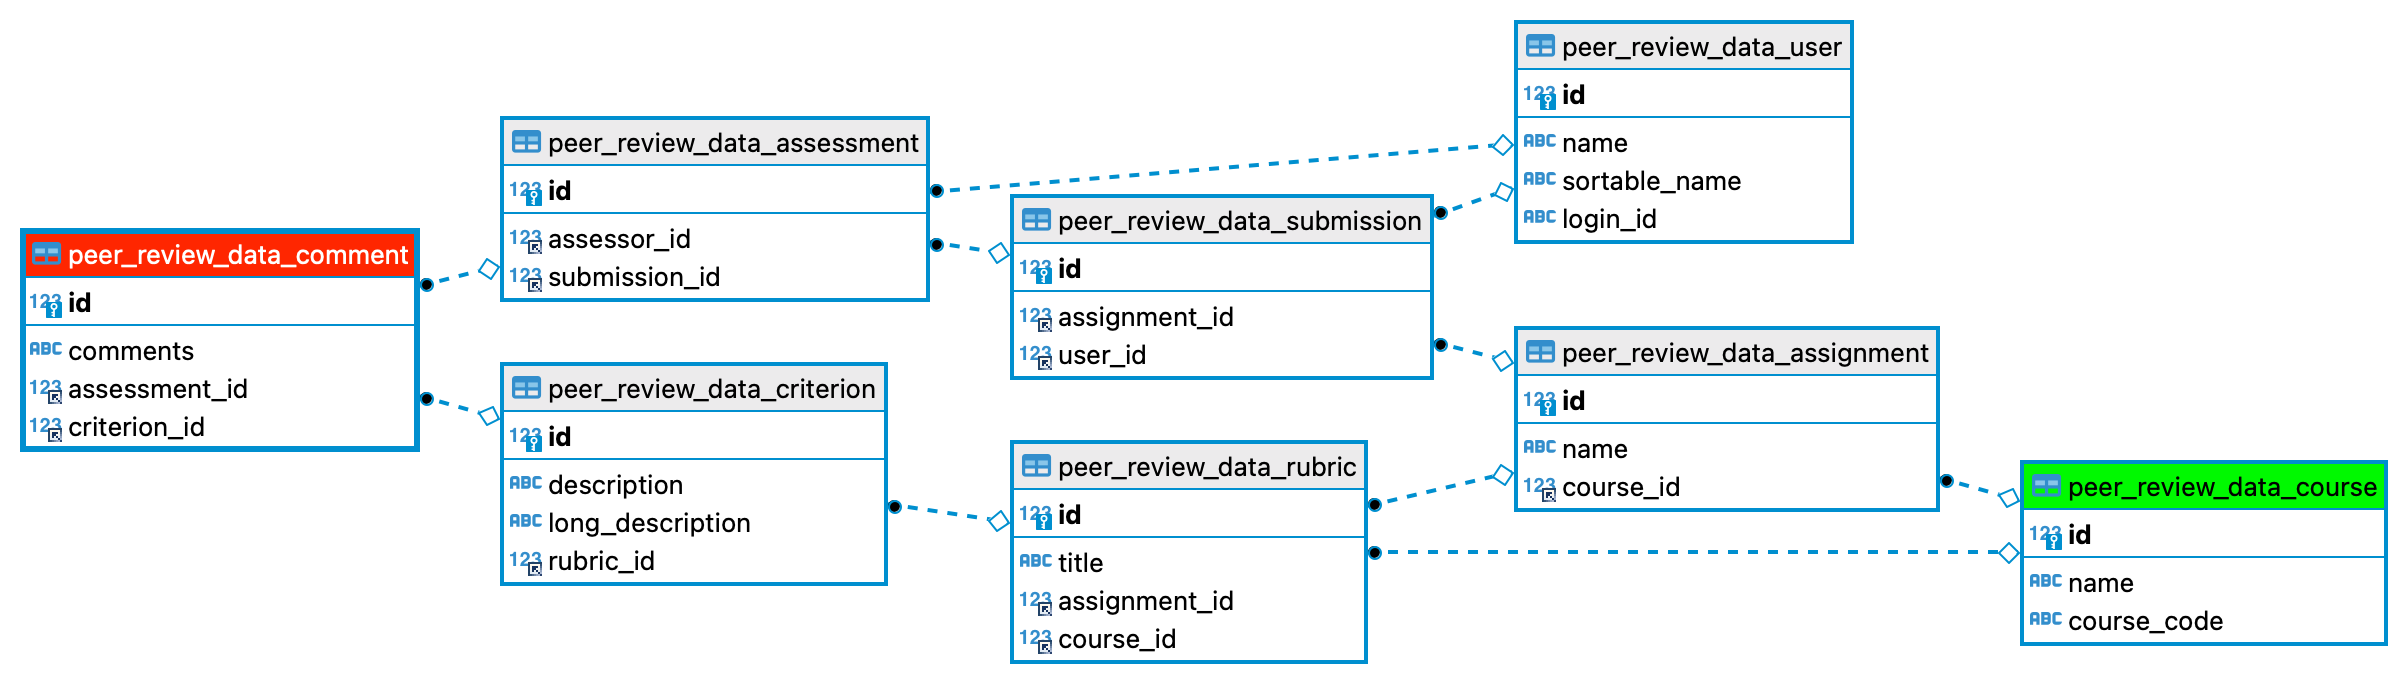 peer_review_data_comment
123 id
ABC comments
123 assessment_id
123 criterion_id
peer_review_data_assessment
123 id
123 assessor_id
123 submission_id
peer_review_data_criterion
123 id
ABC description
ABC long_description
123 rubric_id
peer_review_data_submission
123 id
123 assignment_id
123 user_id
peer_review_data_rubric
123 id
ABC title
123 assignment_id
123 course_id
peer_review_data_user
123 id
ABC name
ABC sortable_name
ABC login_id
peer_review_data_assignment
123 id
ABC name
123 course_id
peer_review_data_course
123 id
ABC name
ABC course_code